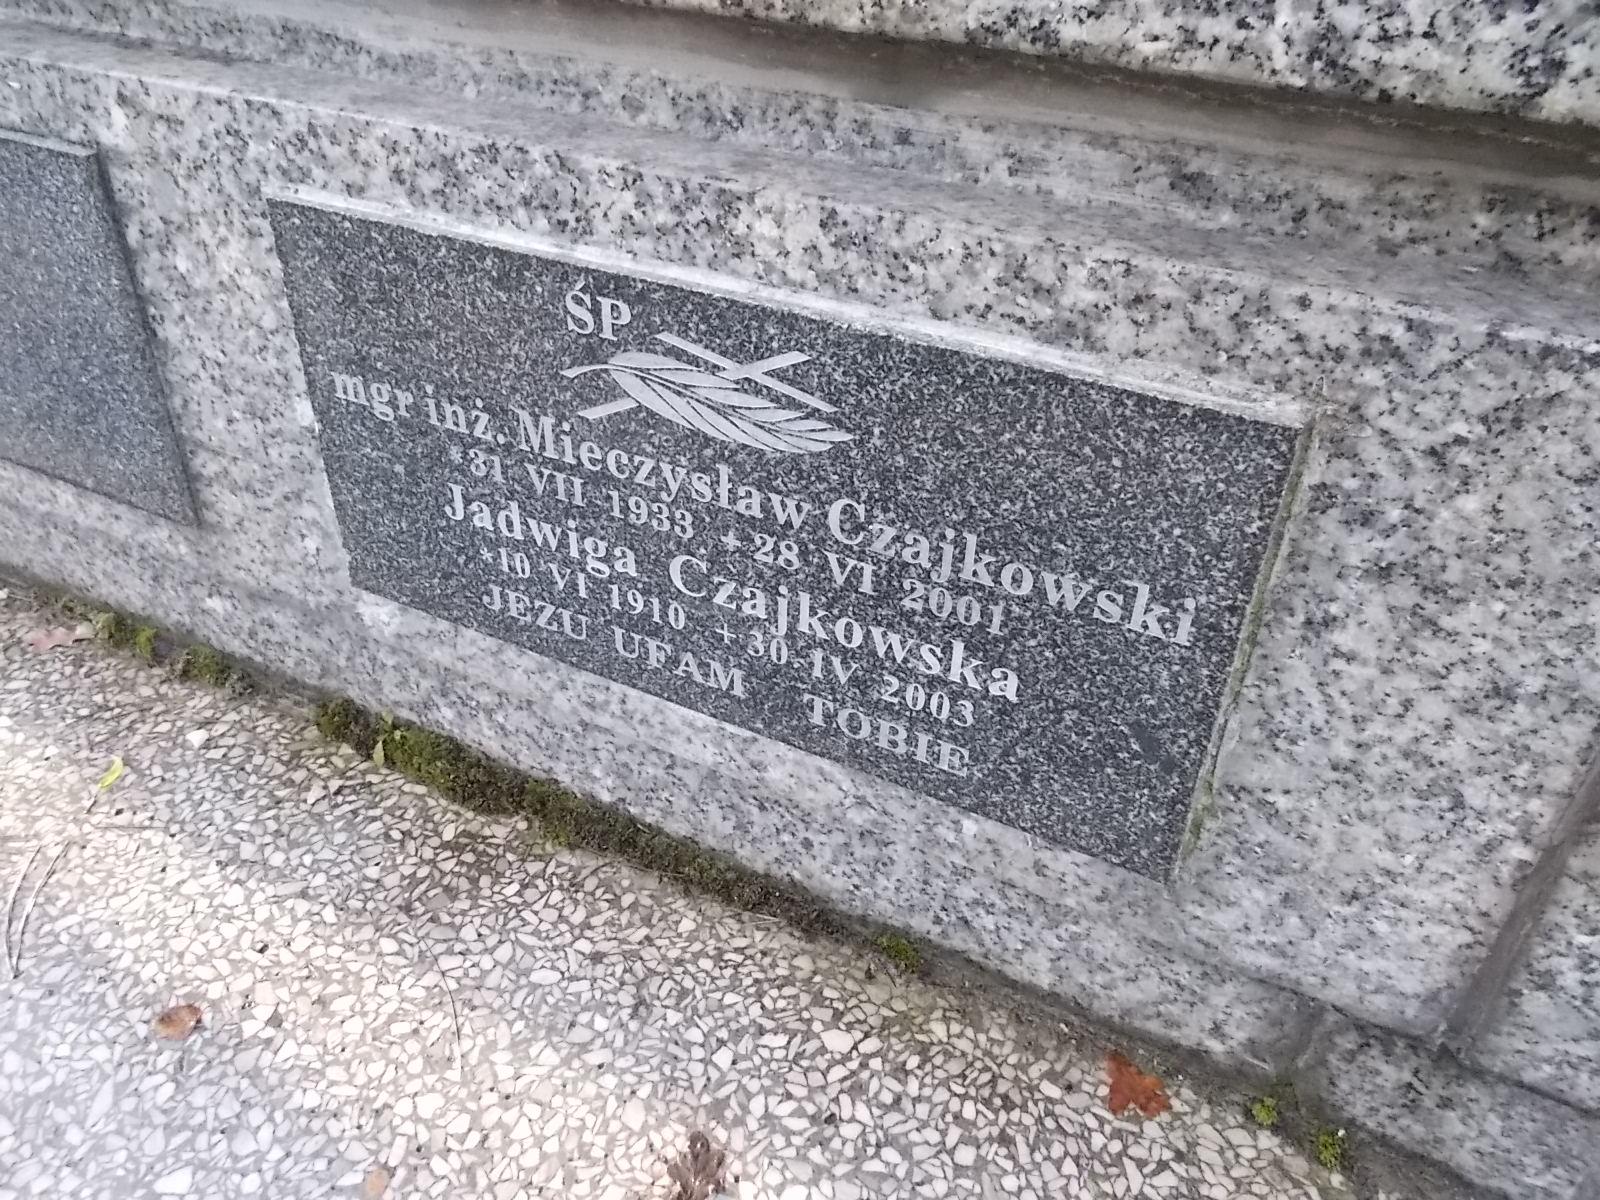 ŚP
mgr inż. Mieczysław Czajkowski
*31 VII 1933 +28 VI 2001
Jadwiga Czajkowska
*10 VI 1910 +30 IV 2003
JEZU UFAM TOBIE